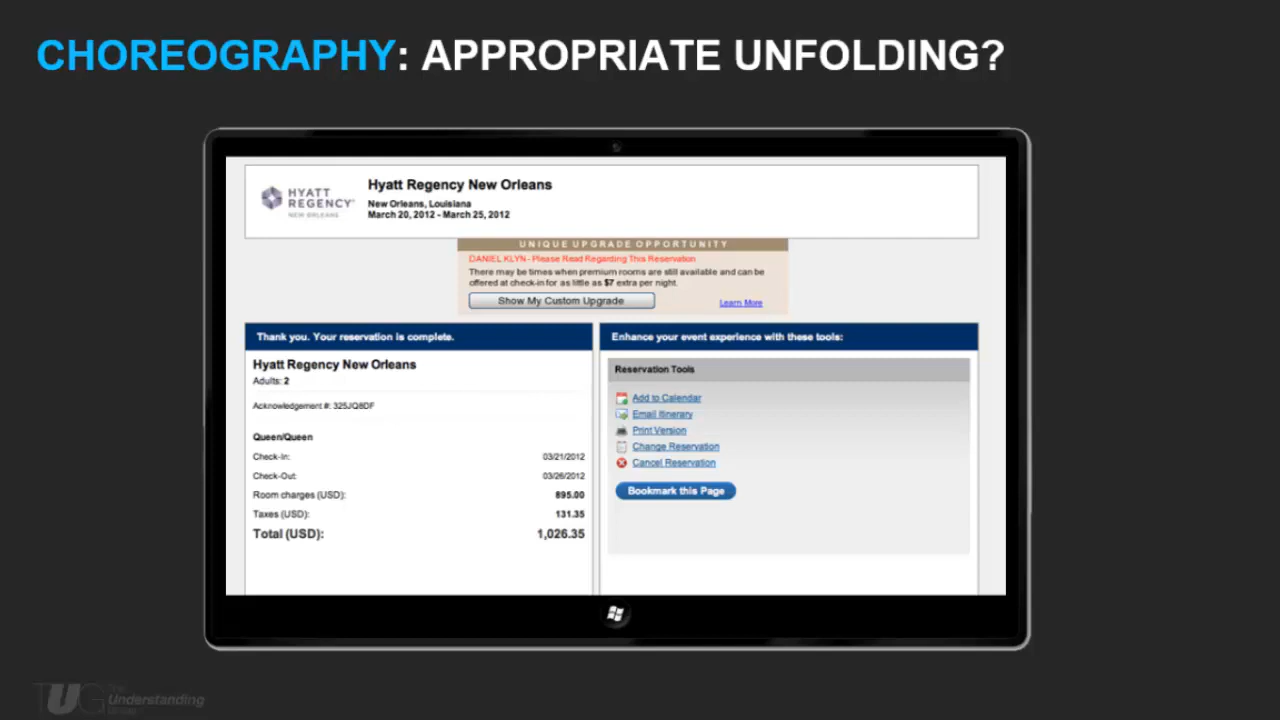 CHOREOGRAPHY: APPROPRIATE UNFOLDING?
HYATT
REGENCY
NEW ORLEANS
Hyatt Regency New Orleans
New Orleans, Louisiana
March 20, 2012 - March 25, 2012
UNIQUE UPGRADE OPPORTUNITY
DANIEL KLYN - Please Read Regarding This Reservation
There may be times when premium rooms are still available and can be
offered at check-in for as little as $7 extra per night.
Show My Custom Upgrade
Learn More
Thank you. Your reservation is complete.
Hyatt Regency New Orleans
Adults: 2
Acknowledgement #: 325JQ8DF
Queen/Queen
Check-In: 03/21/2012
Check-Out: 03/26/2012
Room charges (USD): 895.00
Taxes (USD): 131.35
Total (USD): 1,026.35
Enhance your event experience with these tools:
Reservation Tools
Add to Calendar
Email Itinerary
Print Version
Change Reservation
Cancel Reservation
Bookmark this Page
TUG
The
Understanding
Group